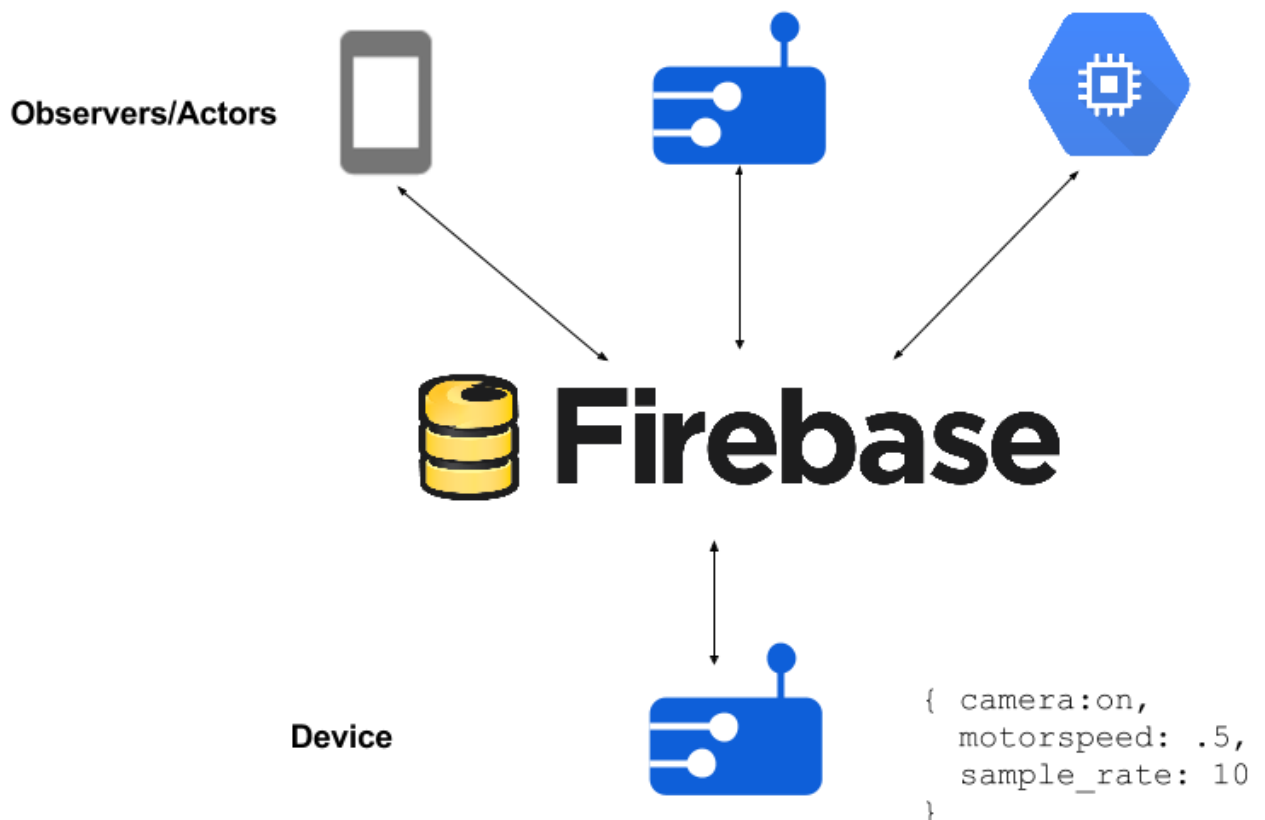 Observers/Actors
Firebase
Device
{ camera:on,
motorspeed: .5,
sample_rate: 10
}